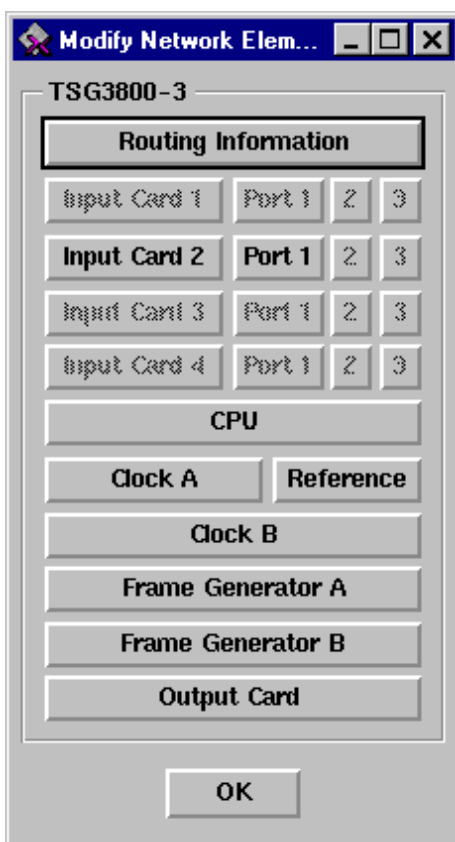 Modify Network Elem...
TSG3800-3
Routing Information
Input Card 1 Port 1 2 3
Input Card 2 Port 1 2 3
Input Card 3 Port 1 2 3
Input Card 4 Port 1 2 3
CPU
Clock A Reference
Clock B
Frame Generator A
Frame Generator B
Output Card
OK